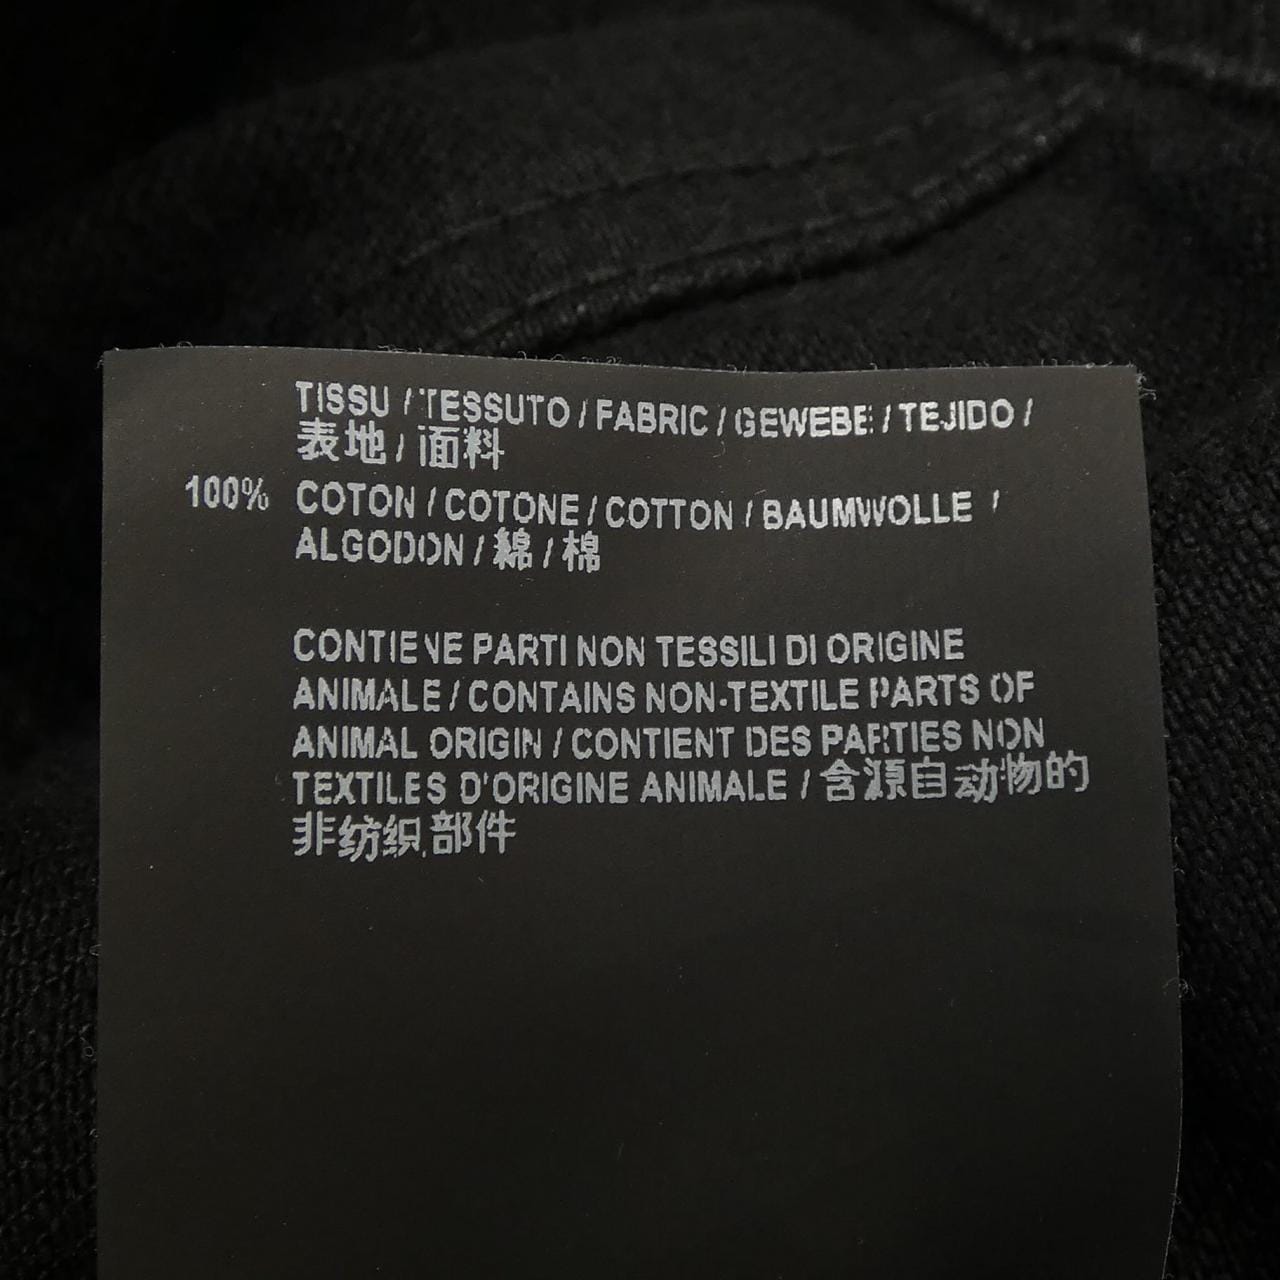 TISSU / TESSUTO / FABRIC / GEWEBE / TEJIDO /
表地 / 面料
100% COTON / COTONE / COTTON / BAUMWOLLE /
ALGODON / 綿 / 棉
CONTIENE PARTI NON TESSILI DI ORIGINE
ANIMALE / CONTAINS NON-TEXTILE PARTS OF
ANIMAL ORIGIN / CONTIENT DES PARTIES NON
TEXTILES D'ORIGINE ANIMALE / 含源自动物的
非纺织部件